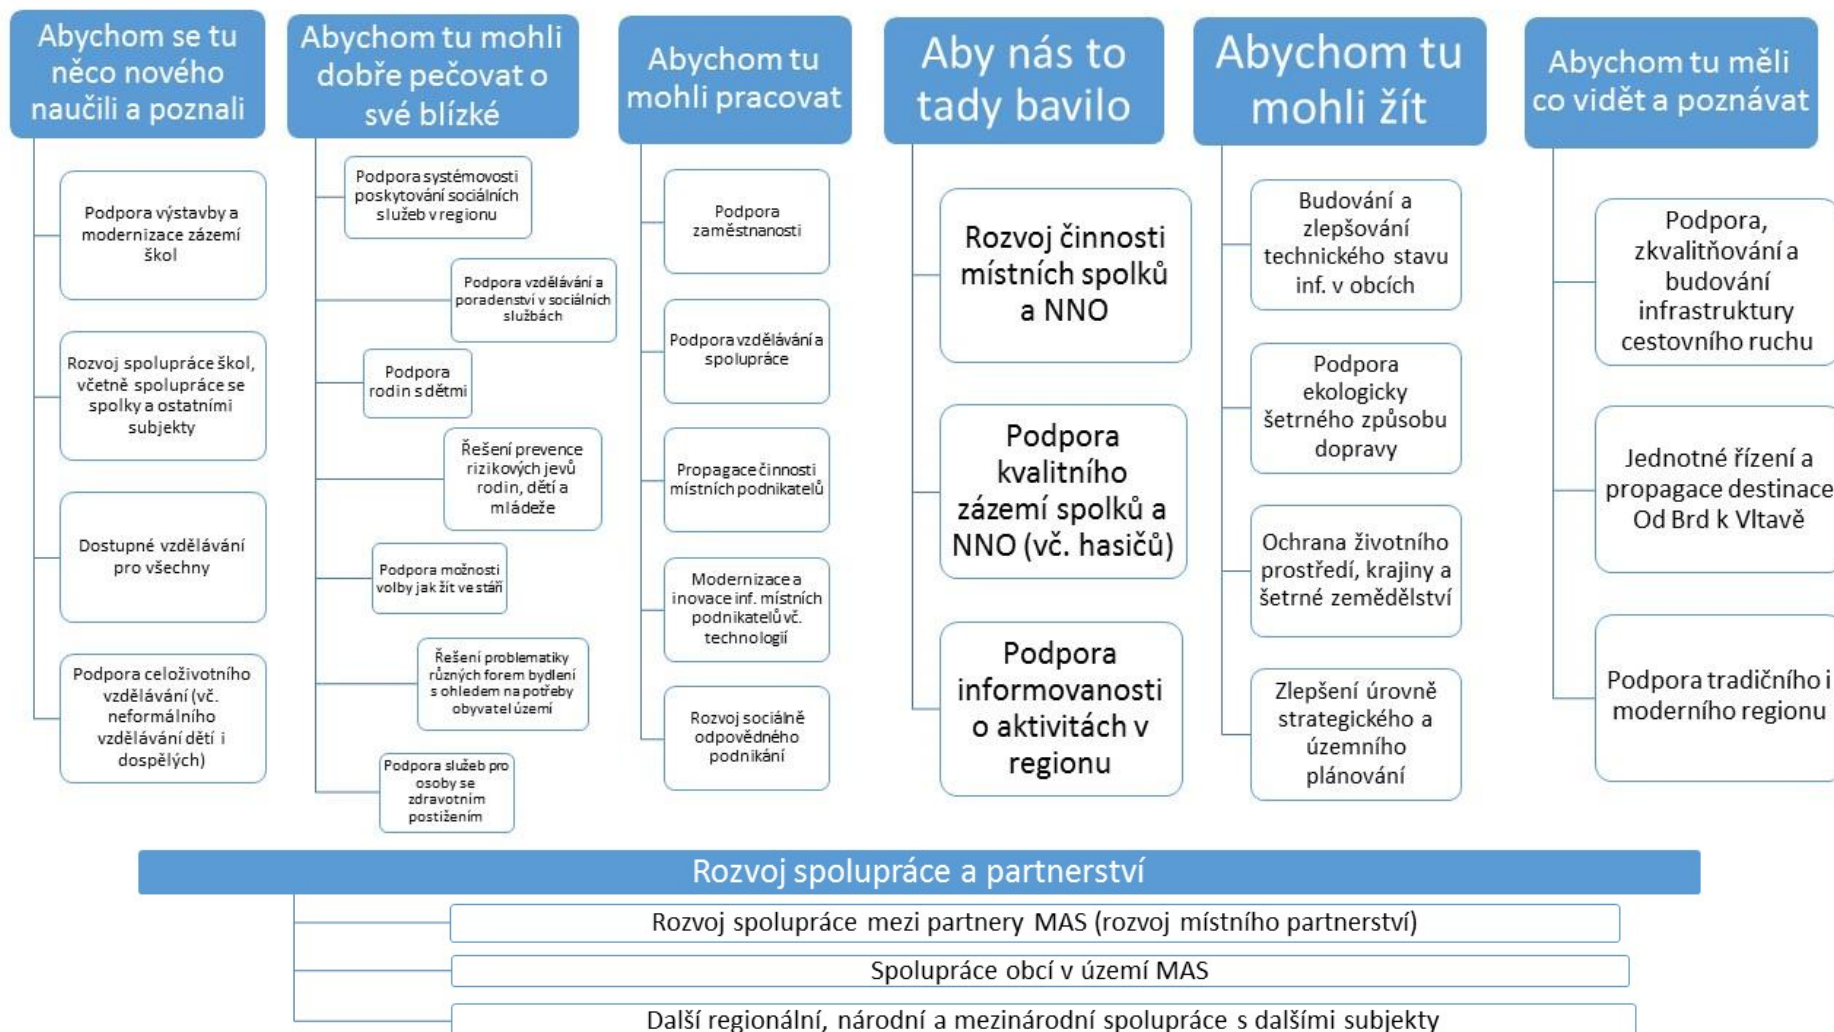 Abychom se tu
něco nového
naučili a poznali
Podpora výstavby a
modernizace zázemí
škol
Rozvoj spolupráce škol,
včetně spolupráce se
spolky a ostatními
subjekty
Dostupné vzdělávání
pro všechny
Podpora celoživotního
vzdělávání (vč.
neformálního
vzdělávání dětí i
dospělých)
Abychom tu mohli
dobře pečovat o
své blízké
Podpora systémovosti
poskytování sociálních
služeb v regionu
Podpora vzdělávání a
poradenství v sociálních
službách
Podpora
rodin s dětmi
Řešení prevence
rizikových jevů
rodin, dětí a
mládeže
Podpora možnosti
volby jak žít ve stáří
Řešení problematiky
různých forem bydlení
s ohledem na potřeby
obyvatel území
Podpora služeb pro
osoby se
zdravotním
postižením
Abychom tu
mohli pracovat
Podpora
zaměstnanosti
Podpora vzdělávání a
spolupráce
Propagace činnosti
místních podnikatelů
Modernizace a
inovace inf. místních
podnikatelů vč.
technologií
Rozvoj sociálně
odpovědného
podnikání
Aby nás to
tady bavilo
Rozvoj činnosti
místních spolků
a NNO
Podpora
kvalitního
zázemí spolků a
NNO (vč. hasičů)
Podpora
informovanosti
o aktivitách v
regionu
Abychom tu
mohli žít
Budování a
zlepšování
technického stavu
inf. v obcích
Podpora
ekologicky
šetrného způsobu
dopravy
Ochrana životního
prostředí, krajiny a
šetrné zemědělství
Zlepšení úrovně
strategického a
územního
plánování
Abychom tu měli
co vidět a poznávat
Podpora,
zkvalitňování a
budování
infrastruktury
cestovního ruchu
Jednotné řízení a
propagace destinace
Od Brd k Vltavě
Podpora tradičního i
moderního regionu
Rozvoj spolupráce a partnerství
Rozvoj spolupráce mezi partnery MAS (rozvoj místního partnerství)
Spolupráce obcí v území MAS
Další regionální, národní a mezinárodní spolupráce s dalšími subjekty